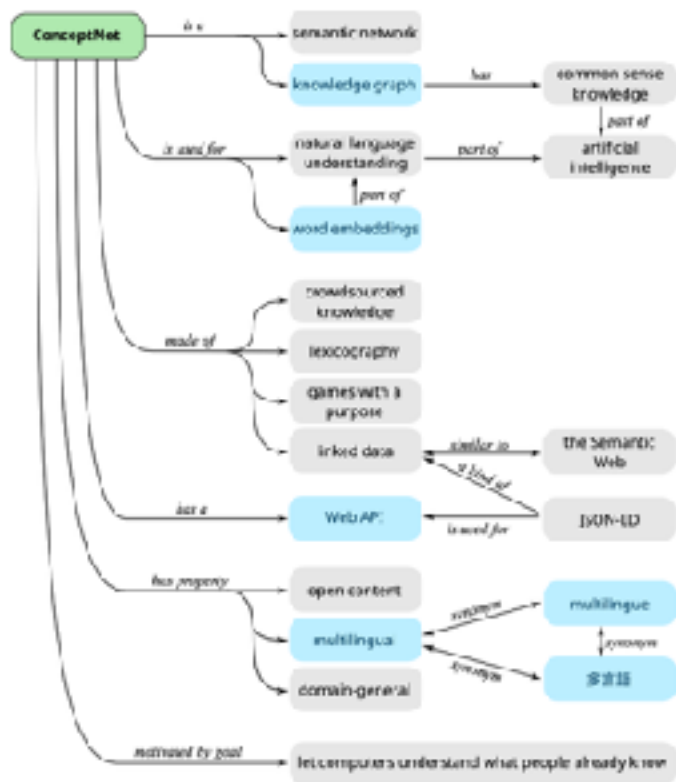 ConceptNet
is a
semantic network
knowledge graph
has
common sense
knowledge
part of
is used for
natural language
understanding
part of
artificial
intelligence
part of
word embeddings
made of
crowdsourced
knowledge
lexicography
games with a
purpose
linked data
similar to
the Semantic
Web
a kind of
has a
Web API
is used for
JSON-LD
has property
open content
multilingual
synonym
multilingue
synonym
synonym
多言語
domain-general
motivated by goal
let computers understand what people already know